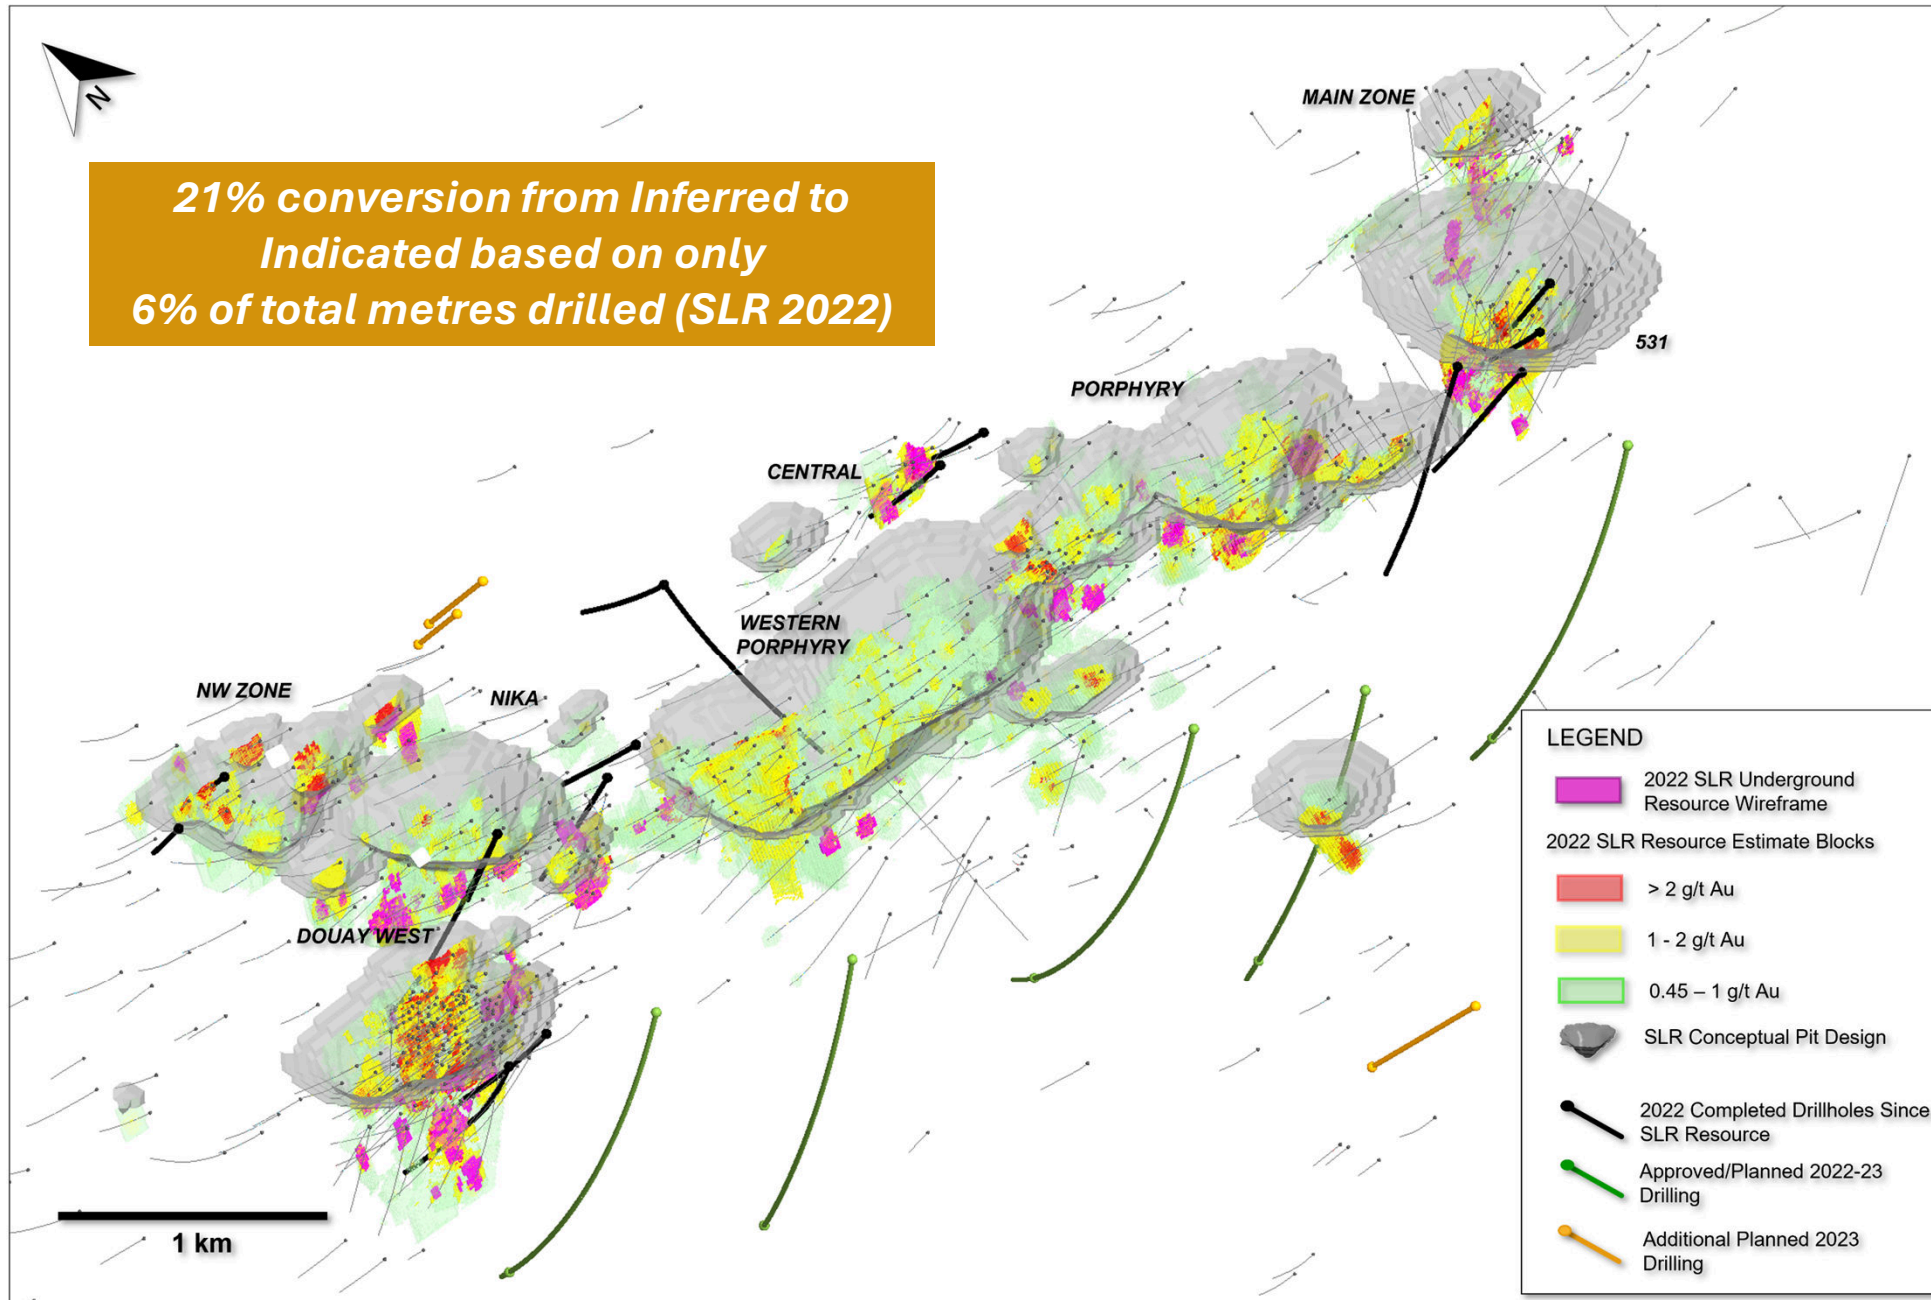 N
21% conversion from Inferred to
Indicated based on only
6% of total metres drilled (SLR 2022)
MAIN ZONE
531
PORPHYRY
CENTRAL
WESTERN
PORPHYRY
NW ZONE
NIKA
DOUAY WEST
1 km
LEGEND
2022 SLR Underground
Resource Wireframe
2022 SLR Resource Estimate Blocks
> 2 g/t Au
1 - 2 g/t Au
0.45 – 1 g/t Au
SLR Conceptual Pit Design
2022 Completed Drillholes Since
SLR Resource
Approved/Planned 2022-23
Drilling
Additional Planned 2023
Drilling